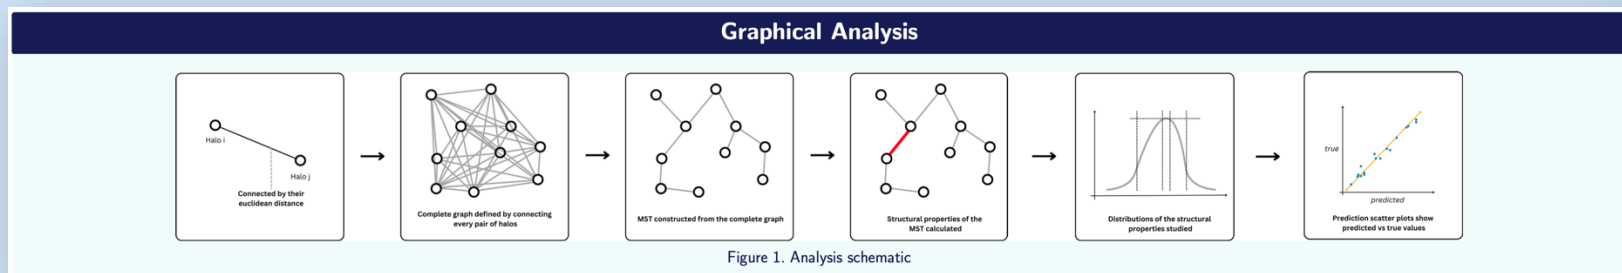 Graphical Analysis
Halo i
Halo j
Connected by their
euclidean distance
Complete graph defined by connecting
every pair of halos
MST constructed from the complete graph
Structural properties of the
MST calculated
Distributions of the structural
properties studied
true
predicted
Prediction scatter plots show
predicted vs true values
Figure 1. Analysis schematic